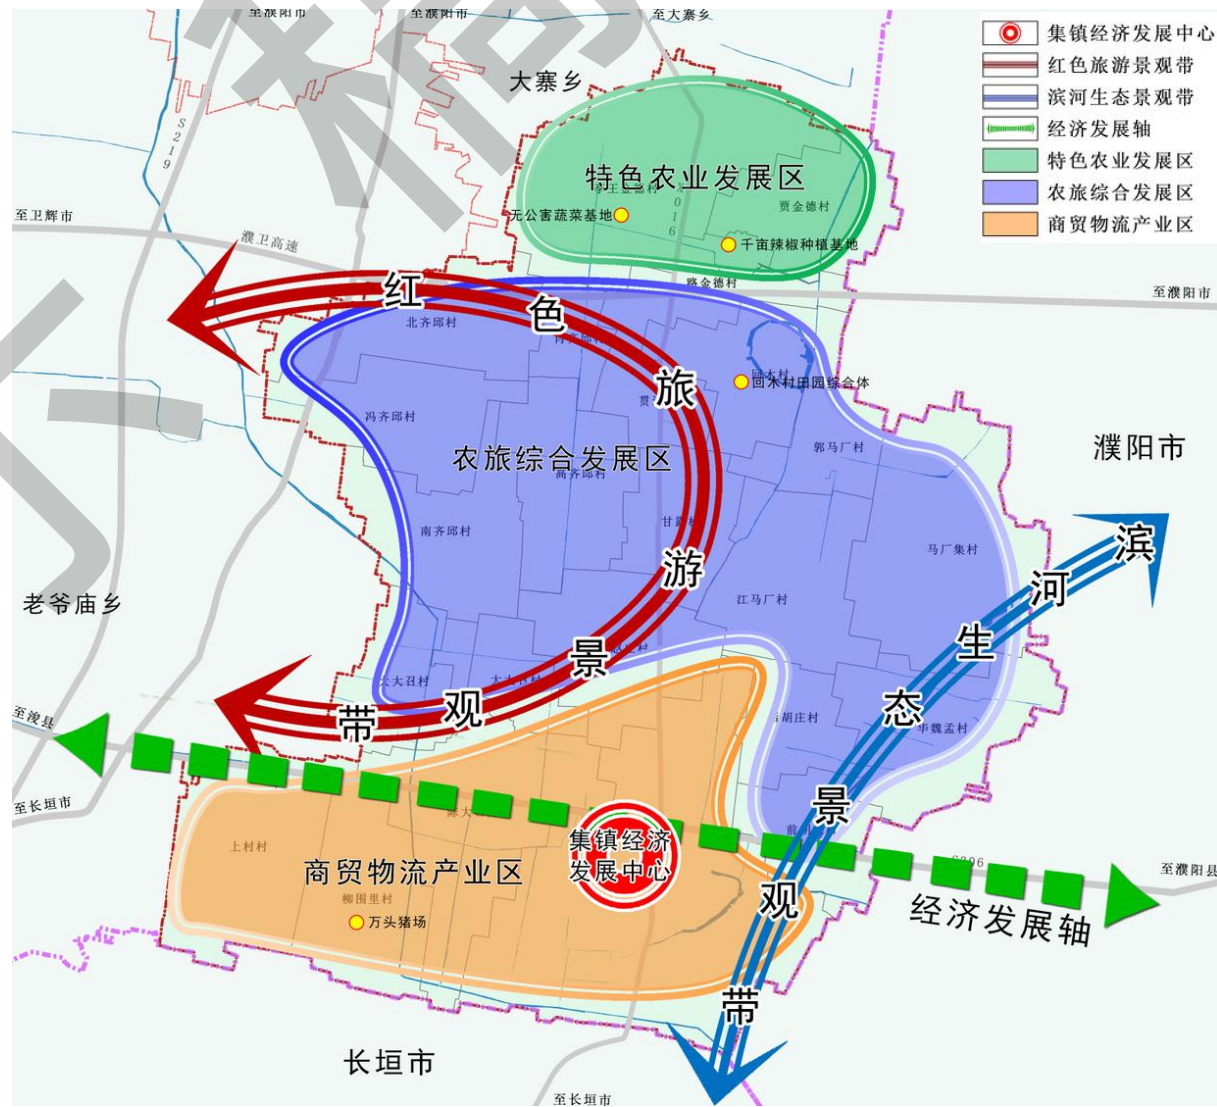 至濮阳市
至濮阳市
至大寨乡
集镇经济发展中心
红色旅游景观带
滨河生态景观带
经济发展轴
特色农业发展区
农旅综合发展区
商贸物流产业区
大寨乡
S219
特色农业发展区
贾金德村
无公害蔬菜基地
千亩辣椒种植基地
至卫辉市
濮卫高速
路金德村
至濮阳市
红色旅游景观带
北齐邱村
回木村
回木村田园综合体
冯齐邱村
郭马厂村
濮阳市
农旅综合发展区
高齐邱村
南齐邱村
马厂集村
滨河生态景观带
江马厂村
老爷庙乡
华魏孟村
至浚县
至长垣市
上村村
集镇经济
发展中心
商贸物流产业区
柳围里村
万头猪场
S306
至濮阳县
经济发展轴
长垣市
至长垣市